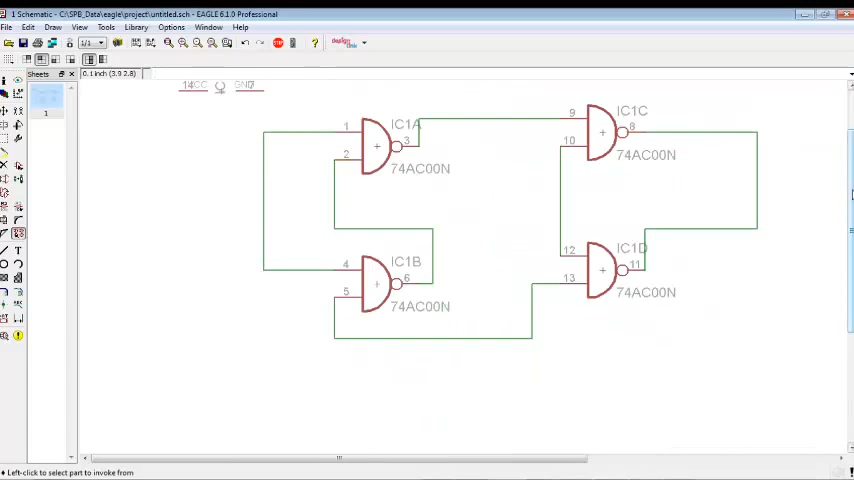 1 Schematic - C:\SPB_Data\eagle\project\untitled.sch - EAGLE 6.1.0 Professional
File Edit Draw View Tools Library Options Window Help
1/1
Sheets
0.1 inch (3.9 2.8)
1
GND
IC1A
1
2
3
74AC00N
IC1C
9
10
8
74AC00N
IC1B
4
5
6
74AC00N
IC1D
12
13
11
74AC00N
Left-click to select part to invoke from